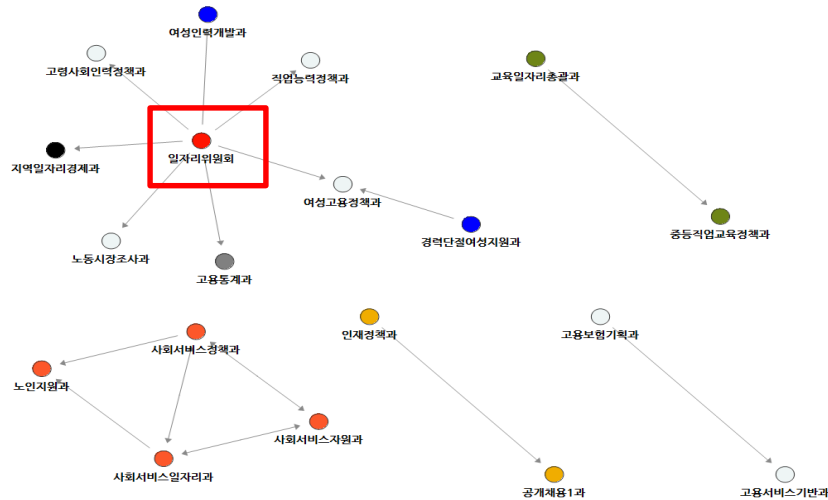 여성인력개발과
고령사회인력정책과
직업능력정책과
교육일자리총괄과
일자리위원회
지역일자리경제과
여성고용정책과
중등직업교육정책과
경력단절여성지원과
노동시장조사과
고용통계과
인재정책과
고용보험기획과
사회서비스정책과
노인지원과
사회서비스자원과
사회서비스일자리과
공개채용1과
고용서비스기반과